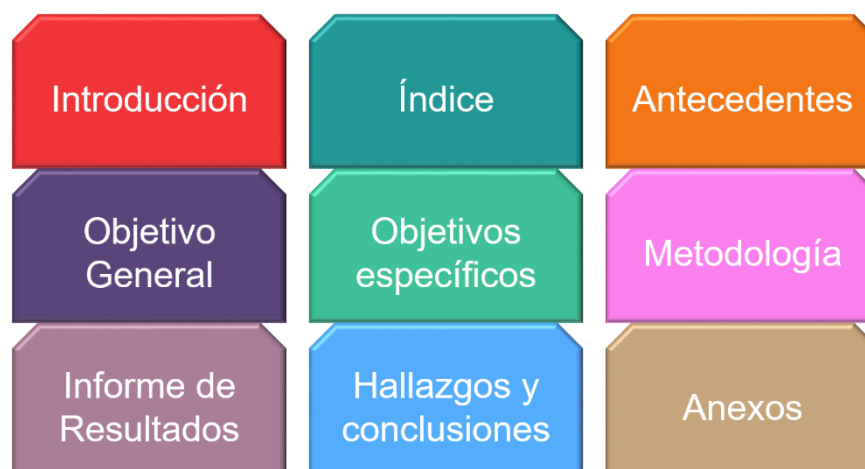 Introducción
Índice
Antecedentes
Objetivo
General
Objetivos
específicos
Metodología
Informe de
Resultados
Hallazgos y
conclusiones
Anexos